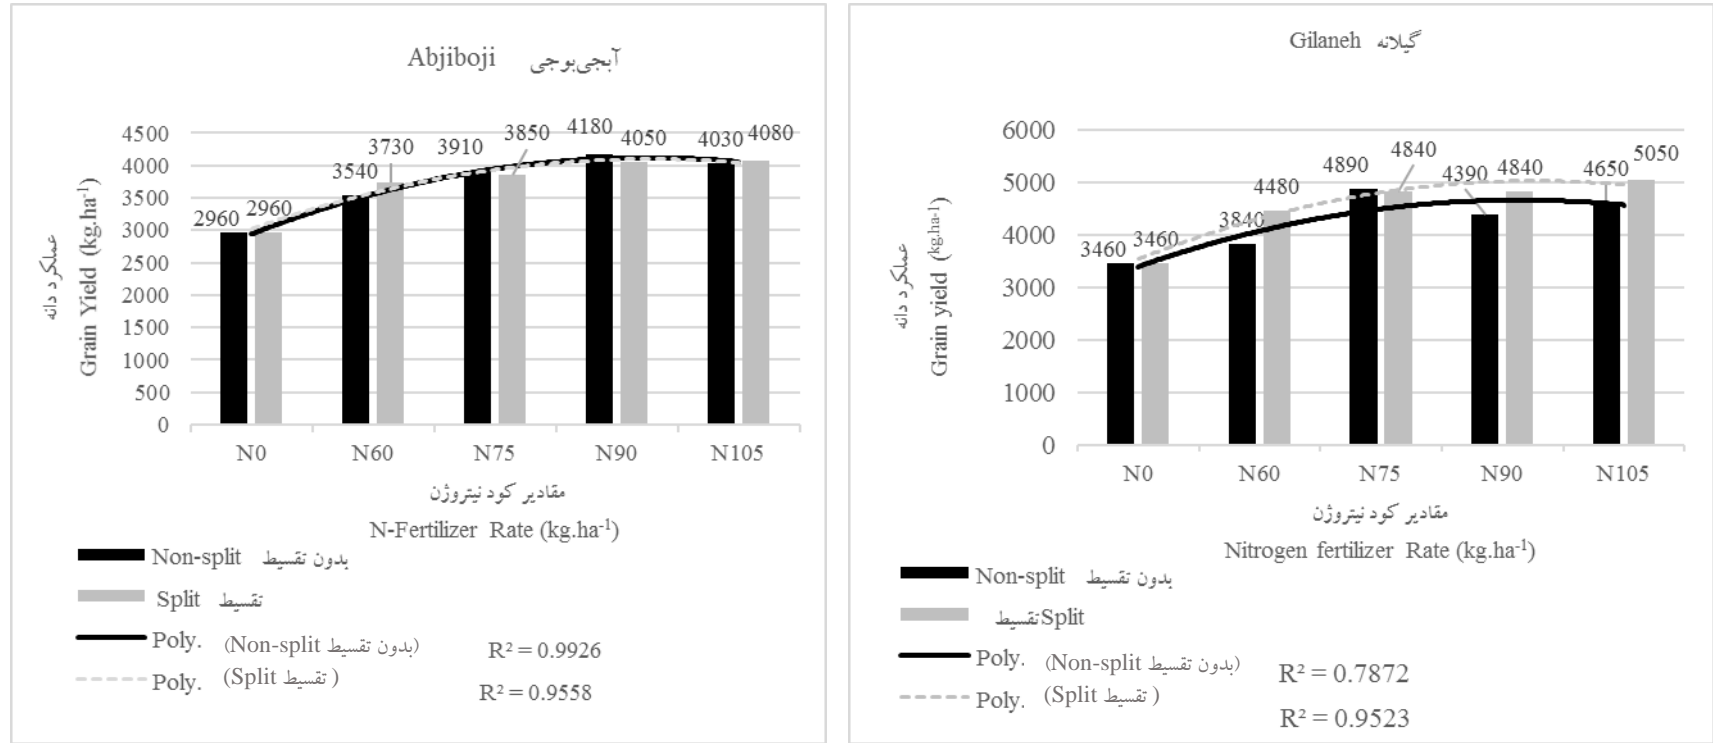 Abjiboji آبجی‌بوجی
4500
4000
3500
3000
2500
2000
1500
1000
500
0
2960 2960
3540 3730
3910 3850
4180 4050
4030 4080
N0 N60 N75 N90 N105
عملکرد دانه
Grain Yield (kg.ha-1)
مقادیر کود نیتروژن
N-Fertilizer Rate (kg.ha-1)
Non-split بدون تقسیط
Split تقسیط
Poly. (Non-split بدون تقسیط) R² = 0.9926
Poly. (Split تقسیط ) R² = 0.9558
Gilaneh گیلانه
6000
5000
4000
3000
2000
1000
0
3460 3460
3840 4480
4890 4840
4390 4840
4650 5050
N0 N60 N75 N90 N105
عملکرد دانه
Grain yield (kg.ha-1)
مقادیر کود نیتروژن
Nitrogen fertilizer Rate (kg.ha-1)
Non-split بدون تقسیط
تقسیط Split
Poly. (Non-split بدون تقسیط) R² = 0.7872
Poly. (Split تقسیط ) R² = 0.9523